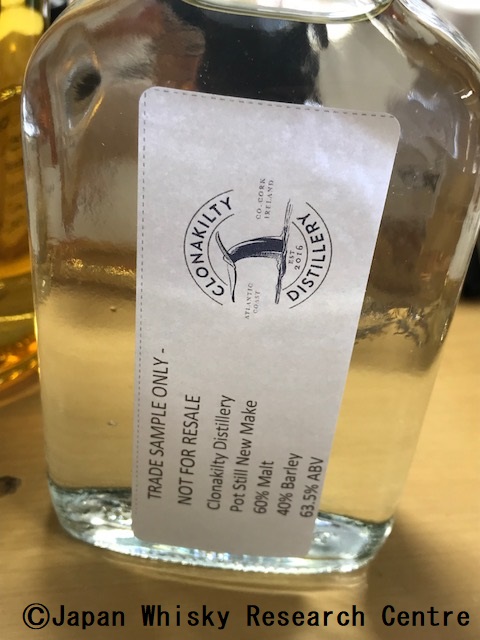 CLONAKILTY
CO. CORK
IRELAND
EST
2016
ATLANTIC
COAST
DISTILLERY
TRADE SAMPLE ONLY -
NOT FOR RESALE
Clonakilty Distillery
Pot Still New Make
60% Malt
40% Barley
63.5% ABV
©Japan Whisky Research Centre